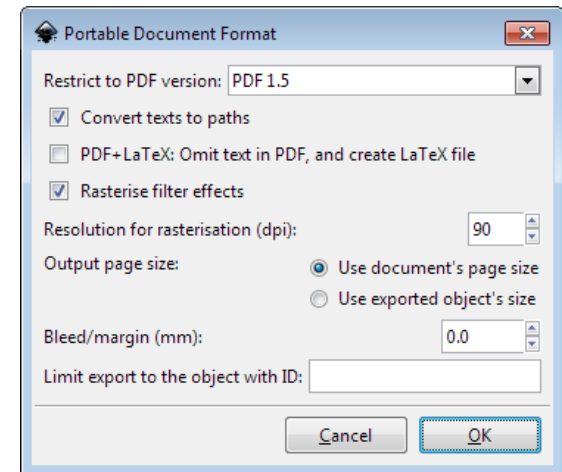 Portable Document Format
Restrict to PDF version: PDF 1.5
Convert texts to paths
PDF+LaTeX: Omit text in PDF, and create LaTeX file
Rasterise filter effects
Resolution for rasterisation (dpi): 90
Output page size: Use document's page size
Use exported object's size
Bleed/margin (mm): 0.0
Limit export to the object with ID:
Cancel OK